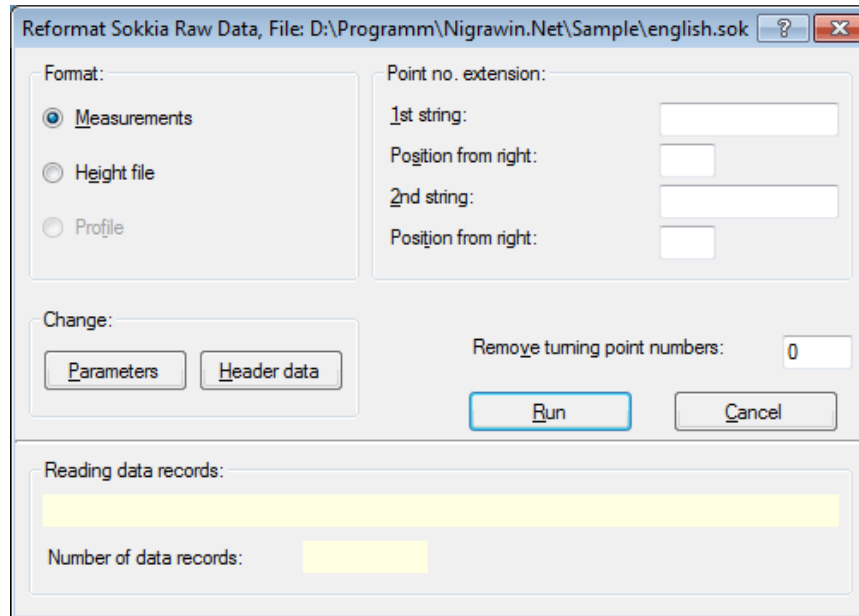 Reformat Sokkia Raw Data, File: D:\Programm\Nigrawin.Net\Sample\english.sok
?
Format:
Measurements
Height file
Profile
Point no. extension:
1st string:
Position from right:
2nd string:
Position from right:
Change:
Parameters
Header data
Remove turning point numbers:
0
Run
Cancel
Reading data records:
Number of data records: